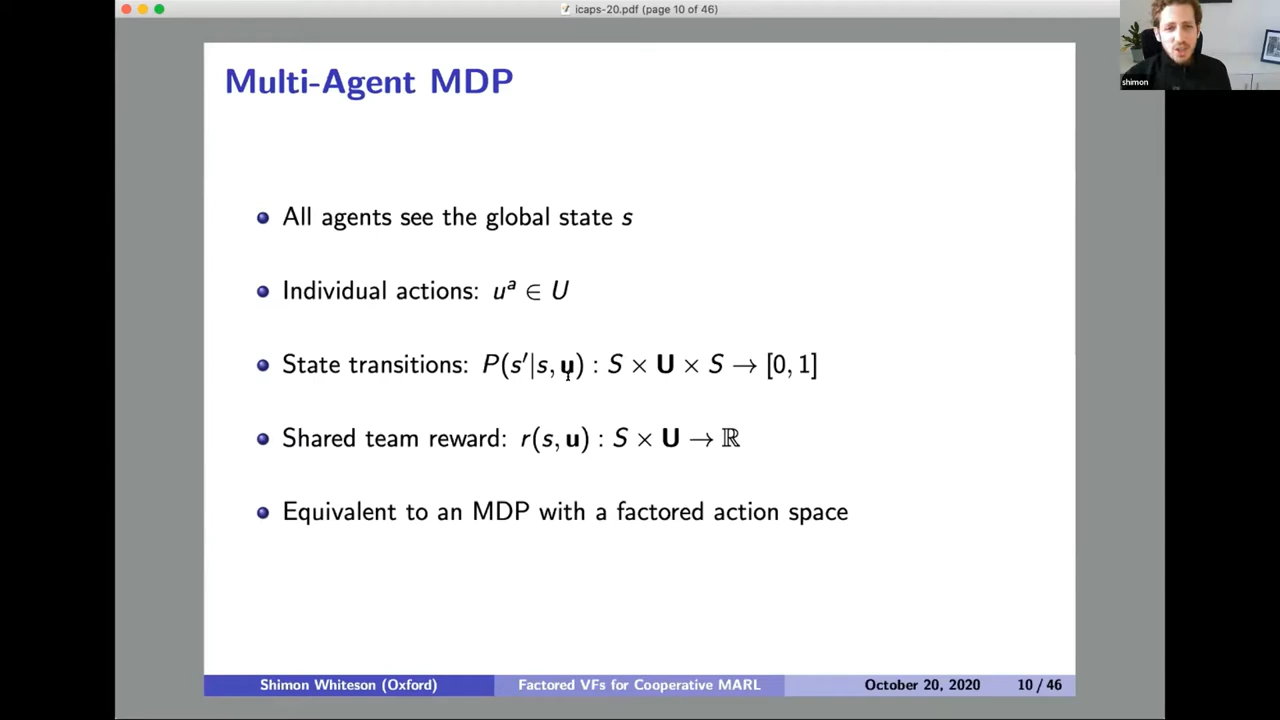 icaps-20.pdf (page 10 of 46)
shimon
Multi-Agent MDP
All agents see the global state s
Individual actions: uᵃ ∈ U
State transitions: P(s′|s, 𝐮) : S × 𝐔 × S → [0, 1]
Shared team reward: r(s, 𝐮) : S × 𝐔 → ℝ
Equivalent to an MDP with a factored action space
Shimon Whiteson (Oxford) Factored VFs for Cooperative MARL October 20, 2020 10 / 46